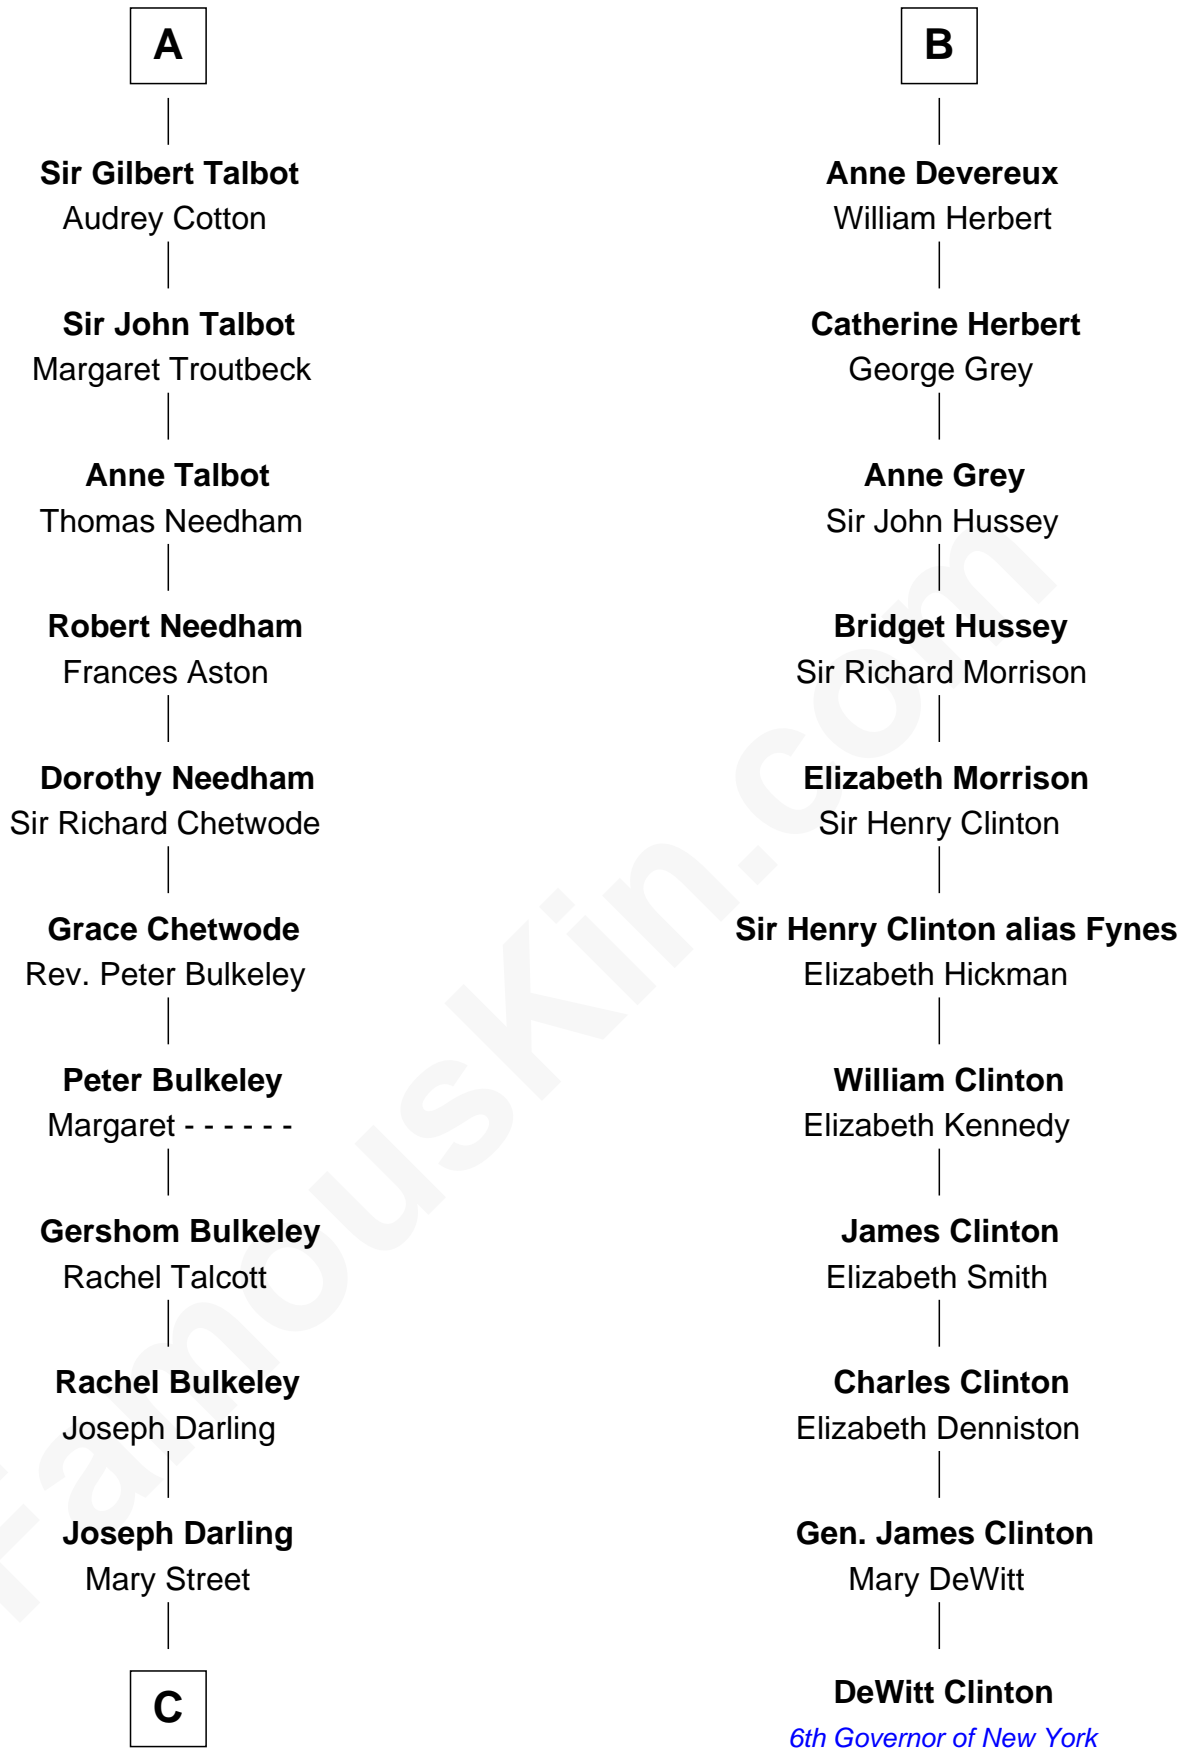 A
Sir Gilbert Talbot
Audrey Cotton
Sir John Talbot
Margaret Troutbeck
Anne Talbot
Thomas Needham
Robert Needham
Frances Aston
Dorothy Needham
Sir Richard Chetwode
Grace Chetwode
Rev. Peter Bulkeley
Peter Bulkeley
Margaret - - - - - -
Gershom Bulkeley
Rachel Talcott
Rachel Bulkeley
Joseph Darling
Joseph Darling
Mary Street
C
B
Anne Devereux
William Herbert
Catherine Herbert
George Grey
Anne Grey
Sir John Hussey
Bridget Hussey
Sir Richard Morrison
Elizabeth Morrison
Sir Henry Clinton
Sir Henry Clinton alias Fynes
Elizabeth Hickman
William Clinton
Elizabeth Kennedy
James Clinton
Elizabeth Smith
Charles Clinton
Elizabeth Denniston
Gen. James Clinton
Mary DeWitt
DeWitt Clinton
6th Governor of New York
FamousKin.com